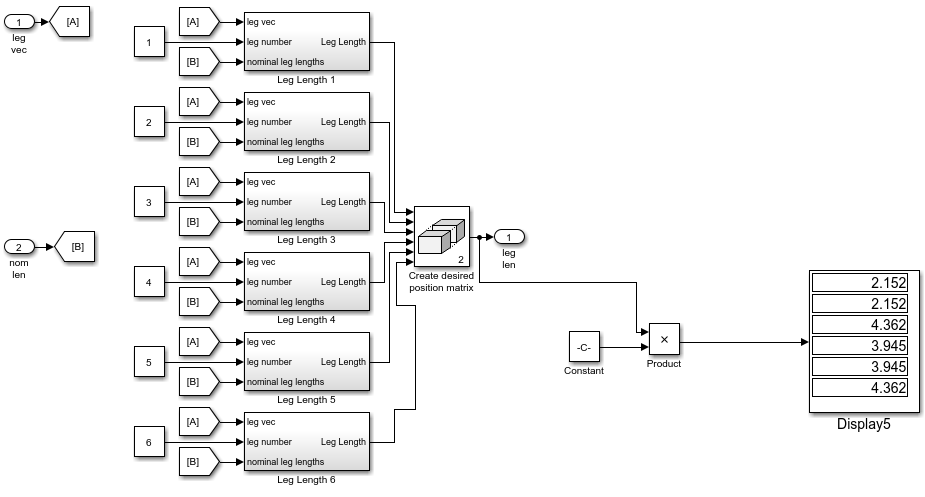 1
leg
vec
[A]
2
nom
len
[B]
[A]
1
[B]
leg vec
leg number
Leg Length
nominal leg lengths
Leg Length 1
[A]
2
[B]
leg vec
leg number
Leg Length
nominal leg lengths
Leg Length 2
[A]
3
[B]
leg vec
leg number
Leg Length
nominal leg lengths
Leg Length 3
[A]
4
[B]
leg vec
leg number
Leg Length
nominal leg lengths
Leg Length 4
[A]
5
[B]
leg vec
leg number
Leg Length
nominal leg lengths
Leg Length 5
[A]
6
[B]
leg vec
leg number
Leg Length
nominal leg lengths
Leg Length 6
2
Create desired
position matrix
1
leg
len
-C-
Constant
×
Product
2.152
2.152
4.362
3.945
3.945
4.362
Display5